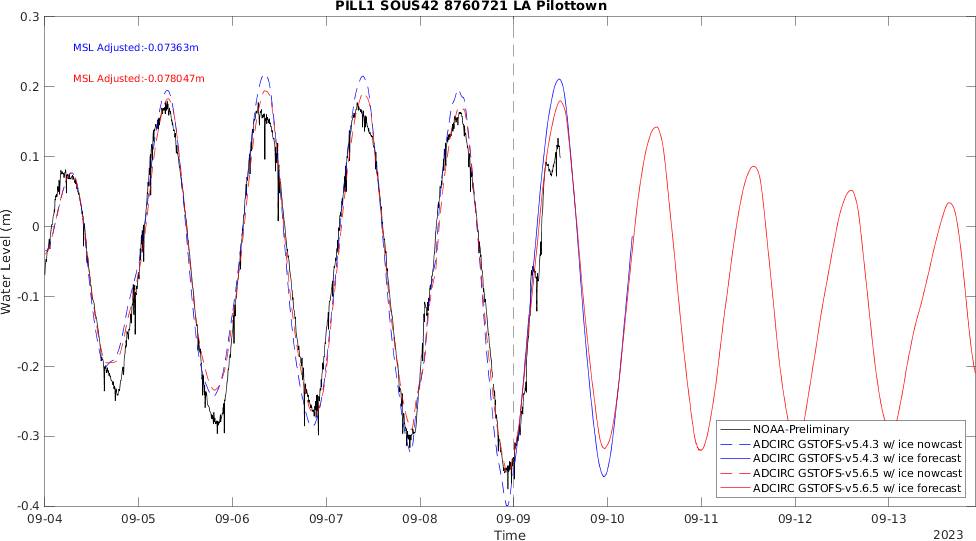 PILL1 SOUS42 8760721 LA Pilottown
MSL Adjusted:-0.07363m
MSL Adjusted:-0.078047m
Water Level (m)
0.3
0.2
0.1
0
-0.1
-0.2
-0.3
-0.4
NOAA-Preliminary
ADCIRC GSTOFS-v5.4.3 w/ ice nowcast
ADCIRC GSTOFS-v5.4.3 w/ ice forecast
ADCIRC GSTOFS-v5.6.5 w/ ice nowcast
ADCIRC GSTOFS-v5.6.5 w/ ice forecast
09-04 09-05 09-06 09-07 09-08 09-09 09-10 09-11 09-12 09-13
Time
2023